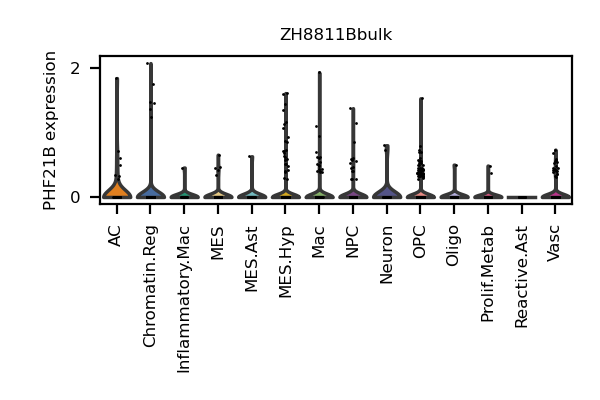 ZH8811Bbulk
PHF21B expression
2
0
AC
Chromatin.Reg
Inflammatory.Mac
MES
MES.Ast
MES.Hyp
Mac
NPC
Neuron
OPC
Oligo
Prolif.Metab
Reactive.Ast
Vasc